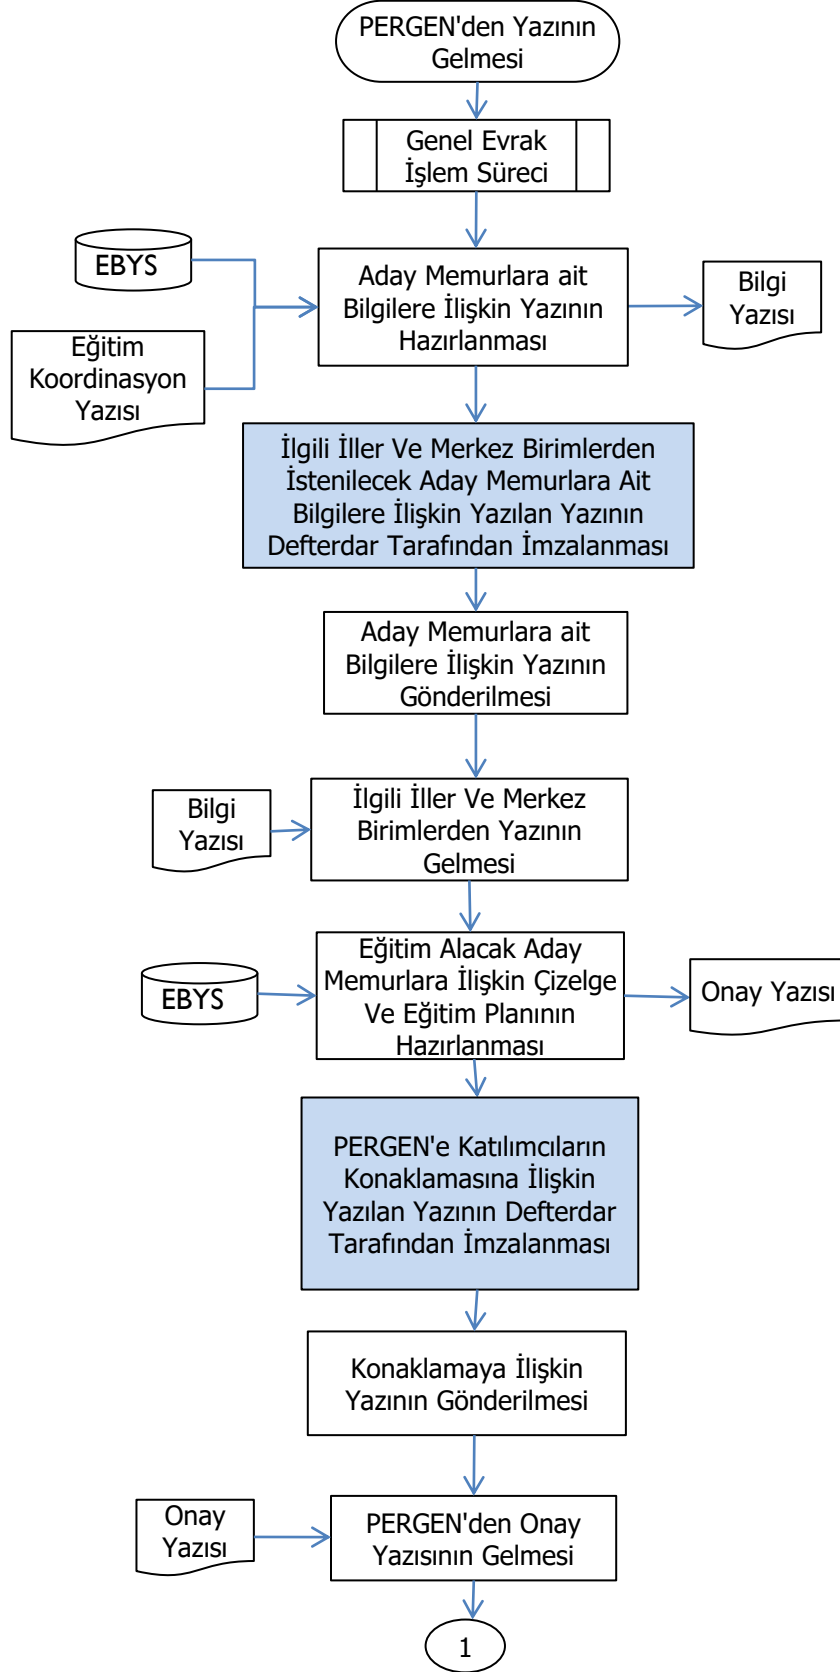 PERGEN'den Yazının
Gelmesi
Genel Evrak
İşlem Süreci
EBYS
Aday Memurlara ait
Bilgilere İlişkin Yazının
Hazırlanması
Bilgi
Yazısı
Eğitim
Koordinasyon
Yazısı
İlgili İller Ve Merkez Birimlerden
İstenilecek Aday Memurlara Ait
Bilgilere İlişkin Yazılan Yazının
Defterdar Tarafından İmzalanması
Aday Memurlara ait
Bilgilere İlişkin Yazının
Gönderilmesi
Bilgi
Yazısı
İlgili İller Ve Merkez
Birimlerden Yazının
Gelmesi
EBYS
Eğitim Alacak Aday
Memurlara İlişkin Çizelge
Ve Eğitim Planının
Hazırlanması
Onay Yazısı
PERGEN'e Katılımcıların
Konaklamasına İlişkin
Yazılan Yazının Defterdar
Tarafından İmzalanması
Konaklamaya İlişkin
Yazının Gönderilmesi
Onay
Yazısı
PERGEN'den Onay
Yazısının Gelmesi
1